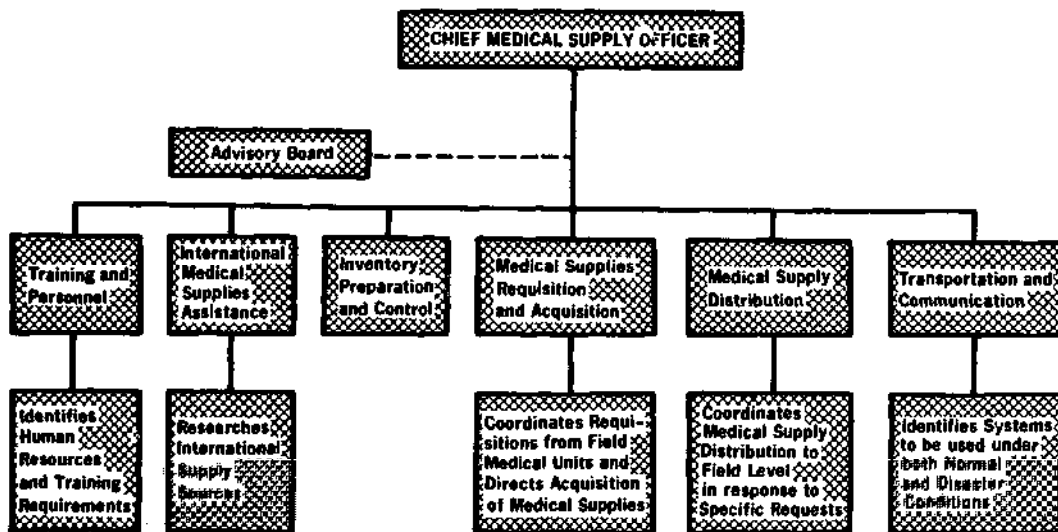 CHIEF MEDICAL SUPPLY OFFICER
Advisory Board
Training and
Personnel
International
Medical
Supplies
Assistance
Inventory
Preparation
and Control
Medical Supplies
Requisition
and Acquisition
Medical Supply
Distribution
Transportation and
Communication
Identifies
Human
Resources
and Training
Requirements
Researches
International
Supply
Sources
Coordinates Requi-
sitions from Field
Medical Units and
Directs Acquisition
of Medical Supplies
Coordinates
Medical Supply
Distribution to
Field Level
in response to
Specific Requests
Identifies Systems
to be used under
both Normal
and Disaster
Conditions